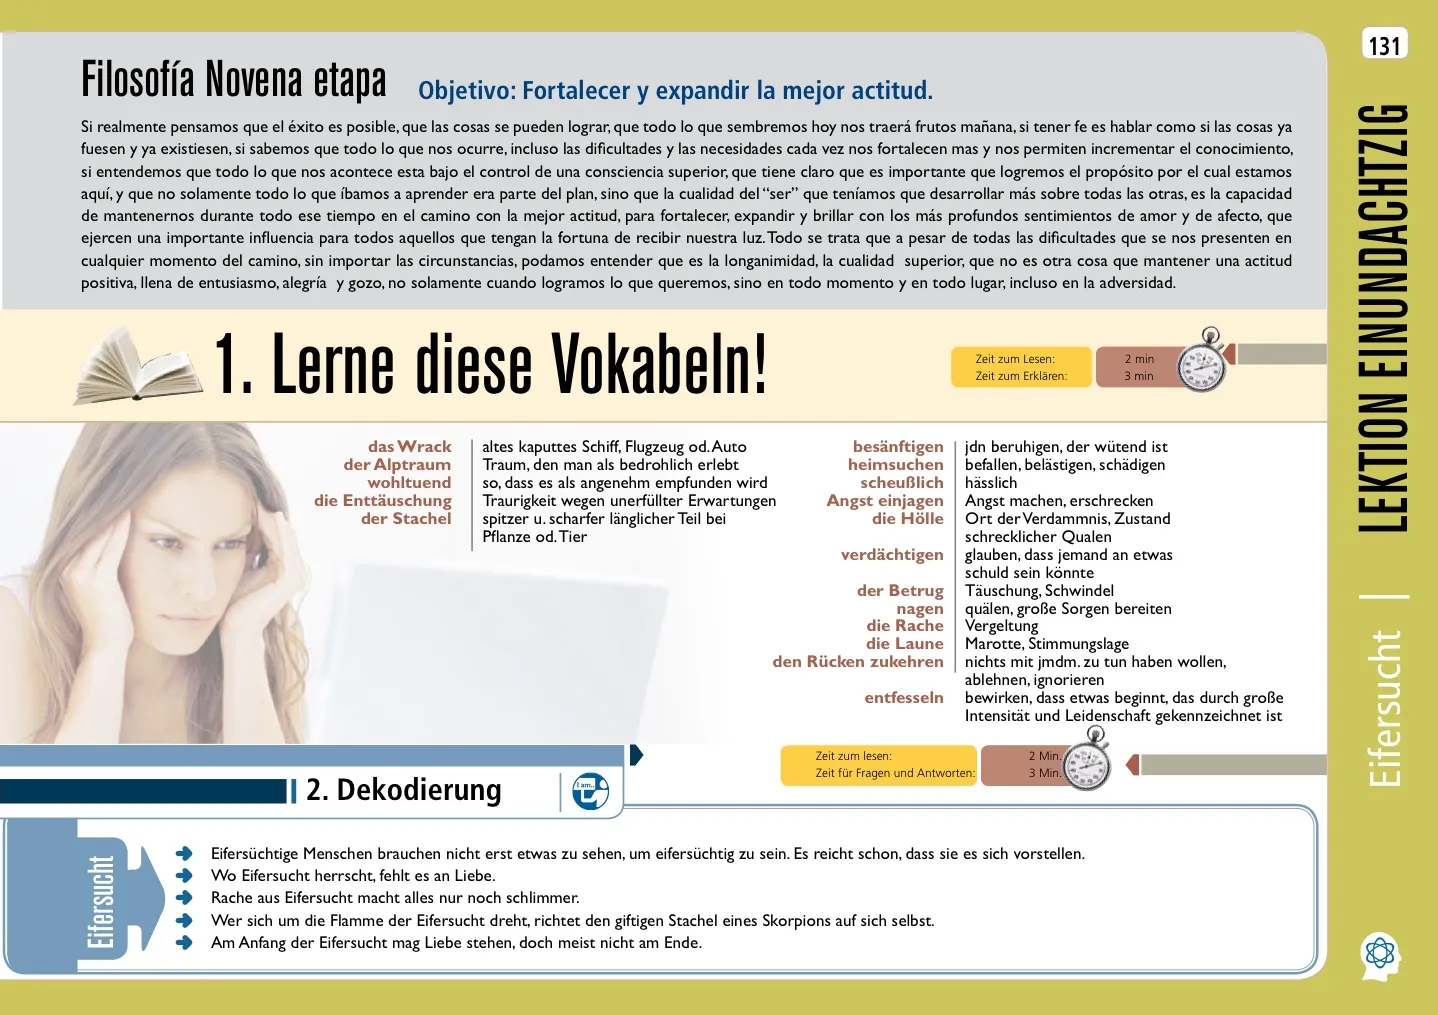 131
Filosofía Novena etapa
Objetivo: Fortalecer y expandir la mejor actitud.
Si realmente pensamos que el éxito es posible, que las cosas se pueden lograr, que todo lo que sembremos hoy nos traerá frutos mañana, si tener fe es hablar como si las cosas ya
fuesen y ya existiesen, si sabemos que todo lo que nos ocurre, incluso las dificultades y las necesidades cada vez nos fortalecen mas y nos permiten incrementar el conocimiento,
si entendemos que todo lo que nos acontece esta bajo el control de una consciencia superior, que tiene claro que es importante que logremos el propósito por el cual estamos
aquí, y que no solamente todo lo que íbamos a aprender era parte del plan, sino que la cualidad del “ser” que teníamos que desarrollar más sobre todas las otras, es la capacidad
de mantenernos durante todo ese tiempo en el camino con la mejor actitud, para fortalecer, expandir y brillar con los más profundos sentimientos de amor y de afecto, que
ejercen una importante influencia para todos aquellos que tengan la fortuna de recibir nuestra luz. Todo se trata que a pesar de todas las dificultades que se nos presenten en
cualquier momento del camino, sin importar las circunstancias, podamos entender que es la longanimidad, la cualidad superior, que no es otra cosa que mantener una actitud
positiva, llena de entusiasmo, alegría y gozo, no solamente cuando logramos lo que queremos, sino en todo momento y en todo lugar, incluso en la adversidad.
1. Lerne diese Vokabeln!
Zeit zum Lesen: 2 min
Zeit zum Erklären: 3 min
das Wrack altes kaputtes Schiff, Flugzeug od. Auto
der Alptraum Traum, den man als bedrohlich erlebt
wohltuend so, dass es als angenehm empfunden wird
die Enttäuschung Traurigkeit wegen unerfüllter Erwartungen
der Stachel spitzer u. scharfer länglicher Teil bei
Pflanze od. Tier
besänftigen jdn beruhigen, der wütend ist
heimsuchen befallen, belästigen, schädigen
scheußlich hässlich
Angst einjagen Angst machen, erschrecken
die Hölle Ort der Verdammnis, Zustand
schrecklicher Qualen
verdächtigen glauben, dass jemand an etwas
schuld sein könnte
der Betrug Täuschung, Schwindel
nagen quälen, große Sorgen bereiten
die Rache Vergeltung
die Laune Marotte, Stimmungslage
den Rücken zukehren nichts mit jmdm. zu tun haben wollen,
ablehnen, ignorieren
entfesseln bewirken, dass etwas beginnt, das durch große
Intensität und Leidenschaft gekennzeichnet ist
Zeit zum lesen: 2 Min.
Zeit für Fragen und Antworten: 3 Min.
2. Dekodierung
I am..
Eifersucht
Eifersüchtige Menschen brauchen nicht erst etwas zu sehen, um eifersüchtig zu sein. Es reicht schon, dass sie es sich vorstellen.
Wo Eifersucht herrscht, fehlt es an Liebe.
Rache aus Eifersucht macht alles nur noch schlimmer.
Wer sich um die Flamme der Eifersucht dreht, richtet den giftigen Stachel eines Skorpions auf sich selbst.
Am Anfang der Eifersucht mag Liebe stehen, doch meist nicht am Ende.
Eifersucht | LEKTION EINUNDACHTZIG